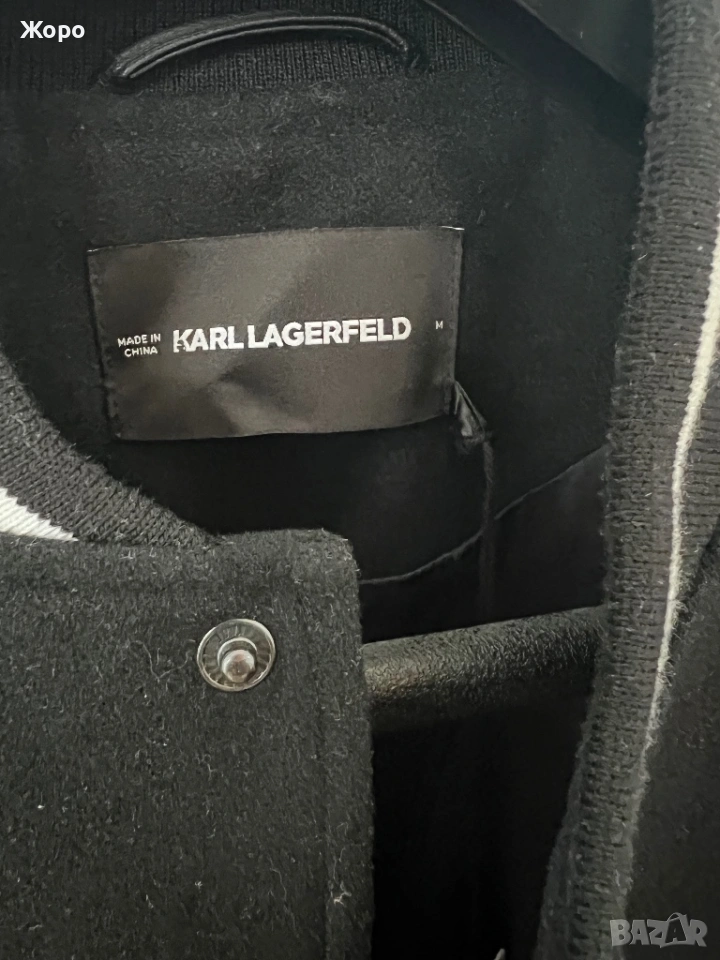 Жоро
MADE IN
CHINA
KARL LAGERFELD
M
BAZAR